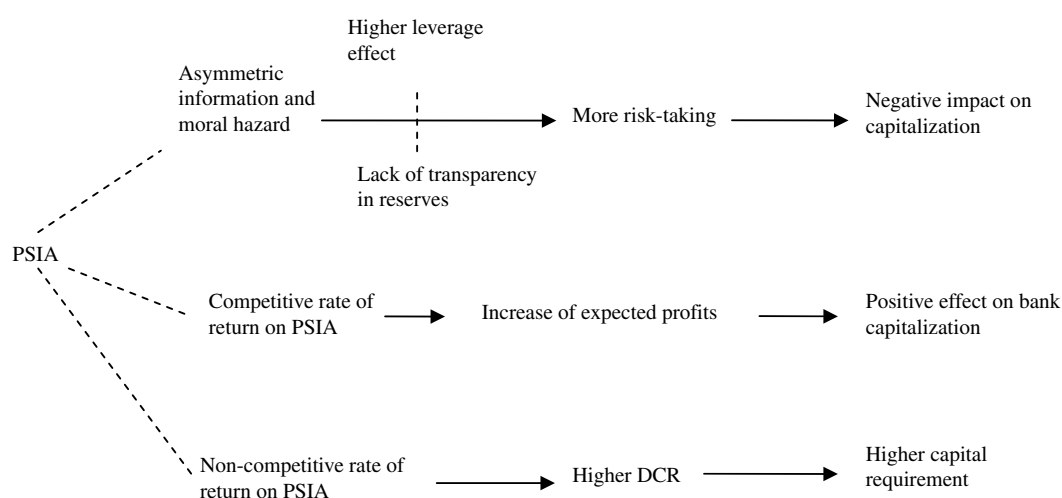 Higher leverage
effect
Asymmetric
information and
moral hazard
More risk-taking
Negative impact on
capitalization
Lack of transparency
in reserves
PSIA
Competitive rate of
return on PSIA
Increase of expected profits
Positive effect on bank
capitalization
Non-competitive rate of
return on PSIA
Higher DCR
Higher capital
requirement